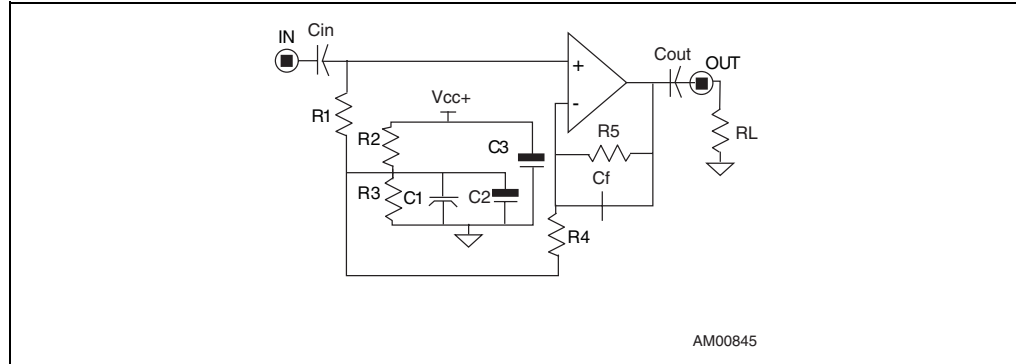 IN
Cin
Cout
OUT
+
Vcc+
R1
-
R2
R5
RL
C3
Cf
R3
C1
C2
R4
AM00845